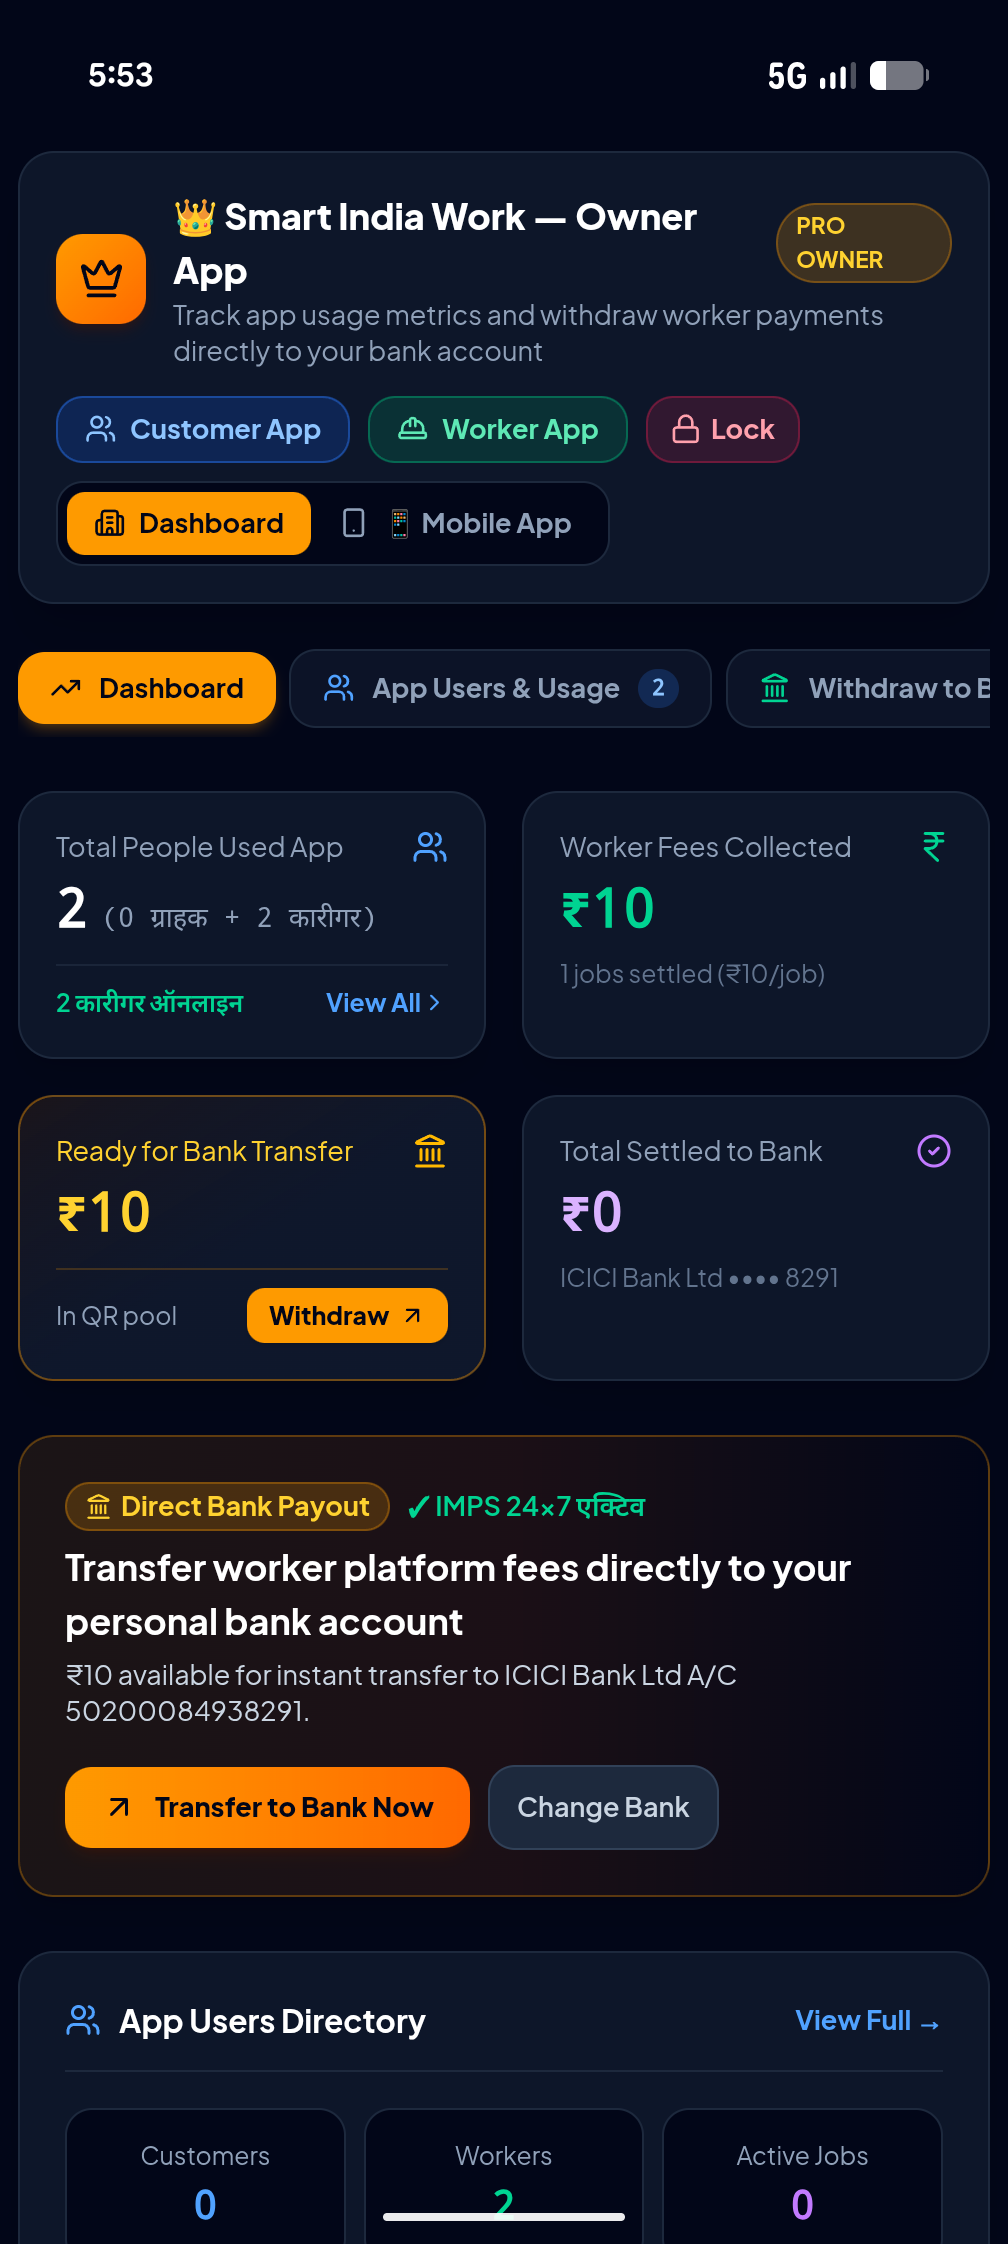 5:53
5G
👑 Smart India Work — Owner
App
PRO
OWNER
Track app usage metrics and withdraw worker payments
directly to your bank account
Customer App
Worker App
Lock
Dashboard
📱 Mobile App
Dashboard
App Users & Usage 2
Withdraw to B
Total People Used App
2 (0 ग्राहक + 2 कारीगर)
2 कारीगर ऑनलाइन
View All >
Worker Fees Collected ₹
₹10
1 jobs settled (₹10/job)
Ready for Bank Transfer
₹10
In QR pool
Withdraw
Total Settled to Bank
₹0
ICICI Bank Ltd •••• 8291
Direct Bank Payout
✓ IMPS 24×7 एक्टिव
Transfer worker platform fees directly to your
personal bank account
₹10 available for instant transfer to ICICI Bank Ltd A/C
50200084938291.
Transfer to Bank Now
Change Bank
App Users Directory
View Full →
Customers
0
Workers
2
Active Jobs
0